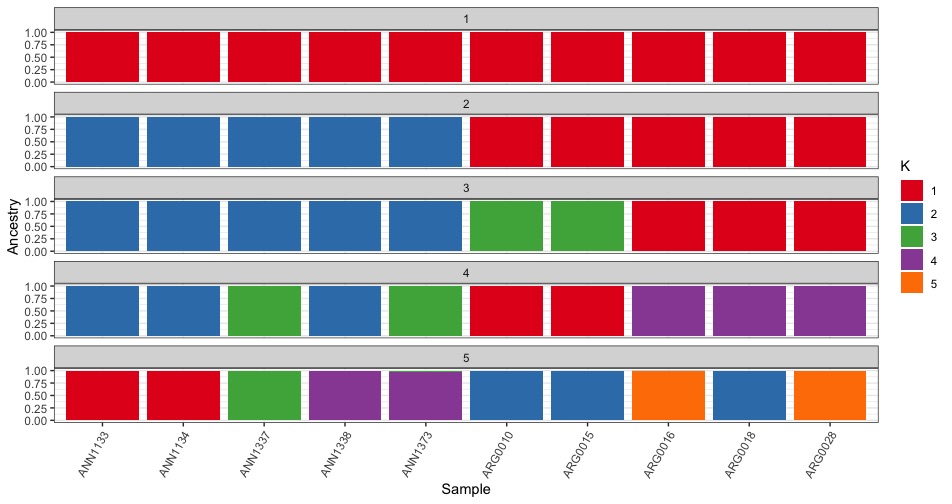 1
1.00
0.75
0.50
0.25
0.00
2
1.00
0.75
0.50
0.25
0.00
3
1.00
0.75
0.50
0.25
0.00
4
1.00
0.75
0.50
0.25
0.00
5
1.00
0.75
0.50
0.25
0.00
Ancestry
ANN1133
ANN1134
ANN1337
ANN1338
ANN1373
ARG0010
ARG0015
ARG0016
ARG0018
ARG0028
Sample
K
1
2
3
4
5